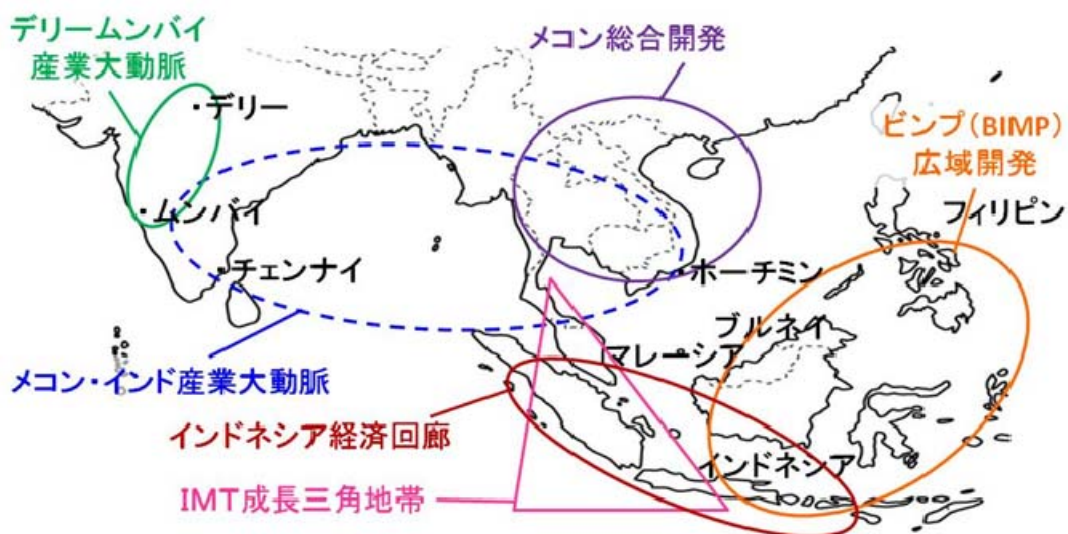 デリームンバイ
産業大動脈
メコン総合開発
・デリー
ビンプ(BIMP)
広域開発
・ムンバイ
フィリピン
・チェンナイ
・ホーチミン
ブルネイ
マレーシア
メコン・インド産業大動脈
インドネシア経済回廊
インドネシア
IMT成長三角地帯